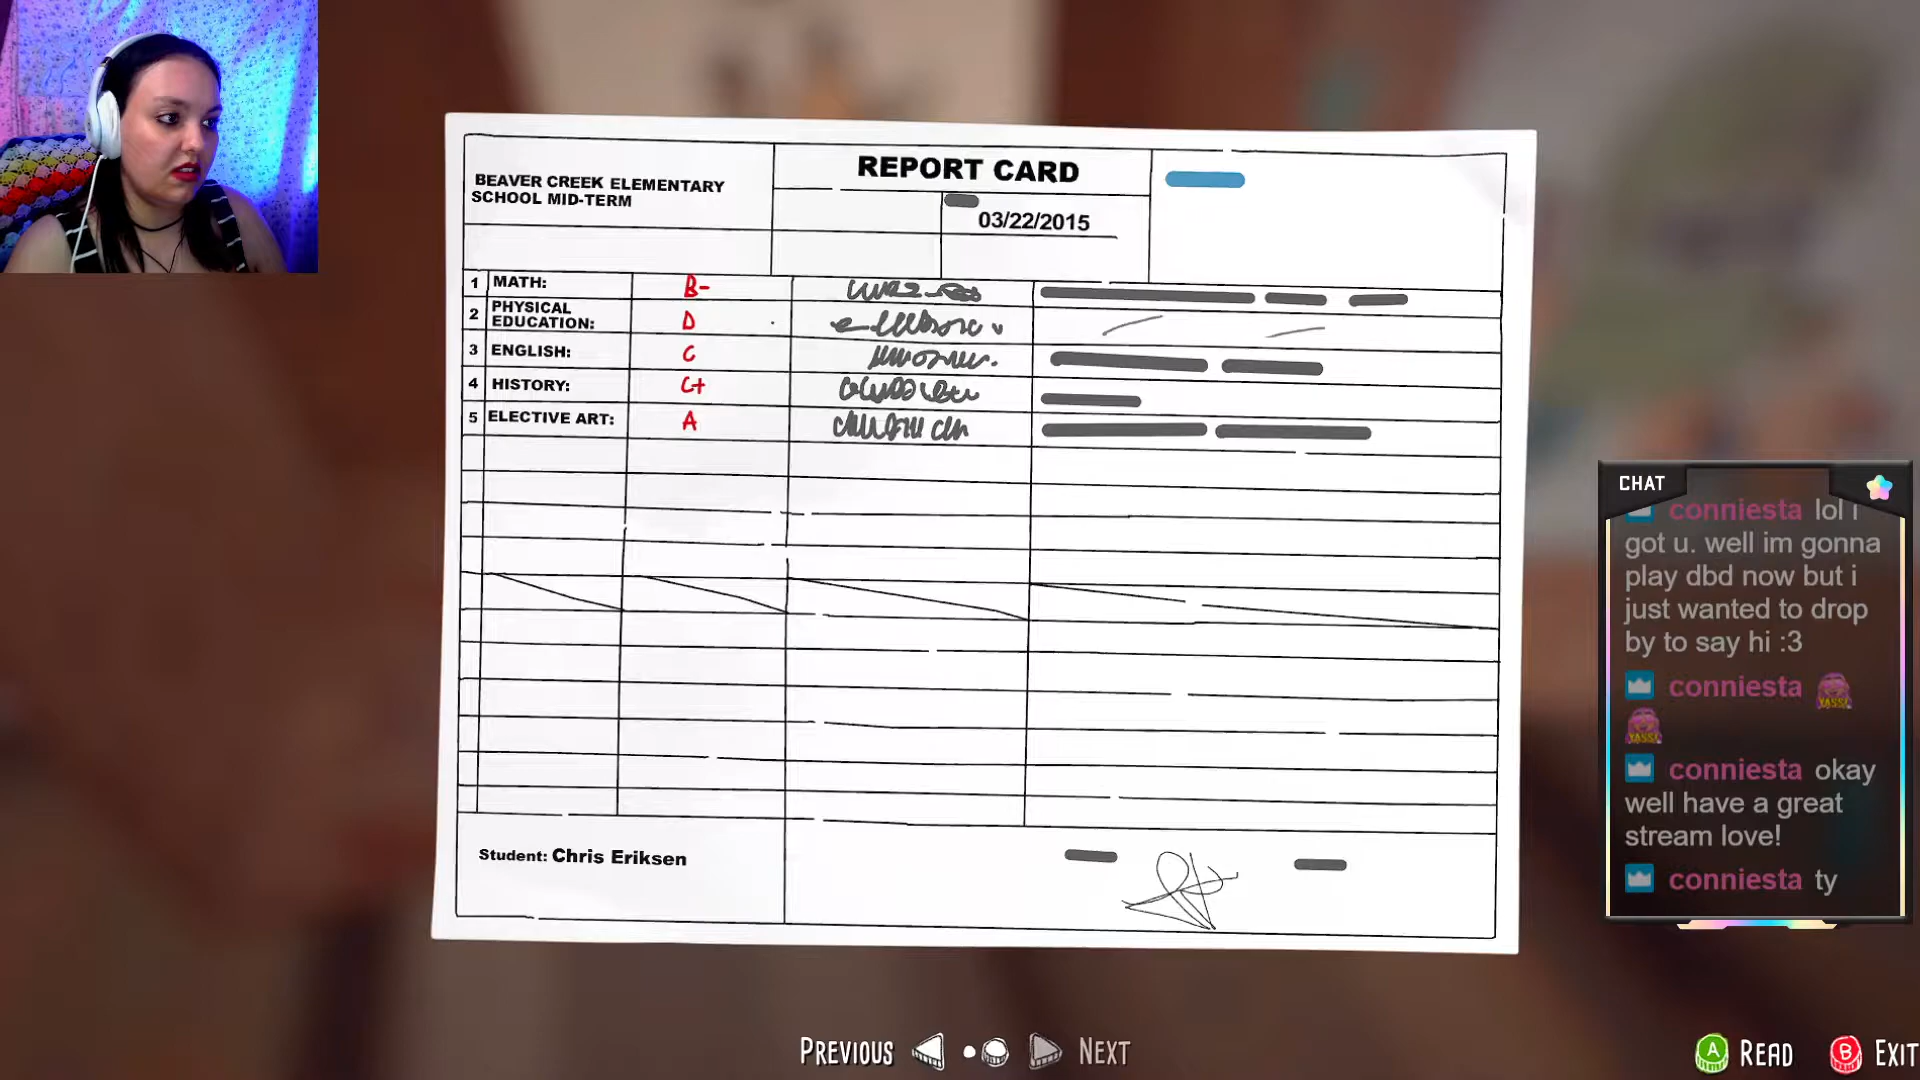 BEAVER CREEK ELEMENTARY
SCHOOL MID-TERM
REPORT CARD
03/22/2015
1 MATH: B-
2 PHYSICAL
EDUCATION: D
3 ENGLISH: C
4 HISTORY: C+
5 ELECTIVE ART: A
Student: Chris Eriksen
CHAT
conniesta lol i
got u. well im gonna
play dbd now but i
just wanted to drop
by to say hi :3
conniesta
YASS!
YASS!
conniesta okay
well have a great
stream love!
conniesta ty
PREVIOUS NEXT
A READ B EXIT